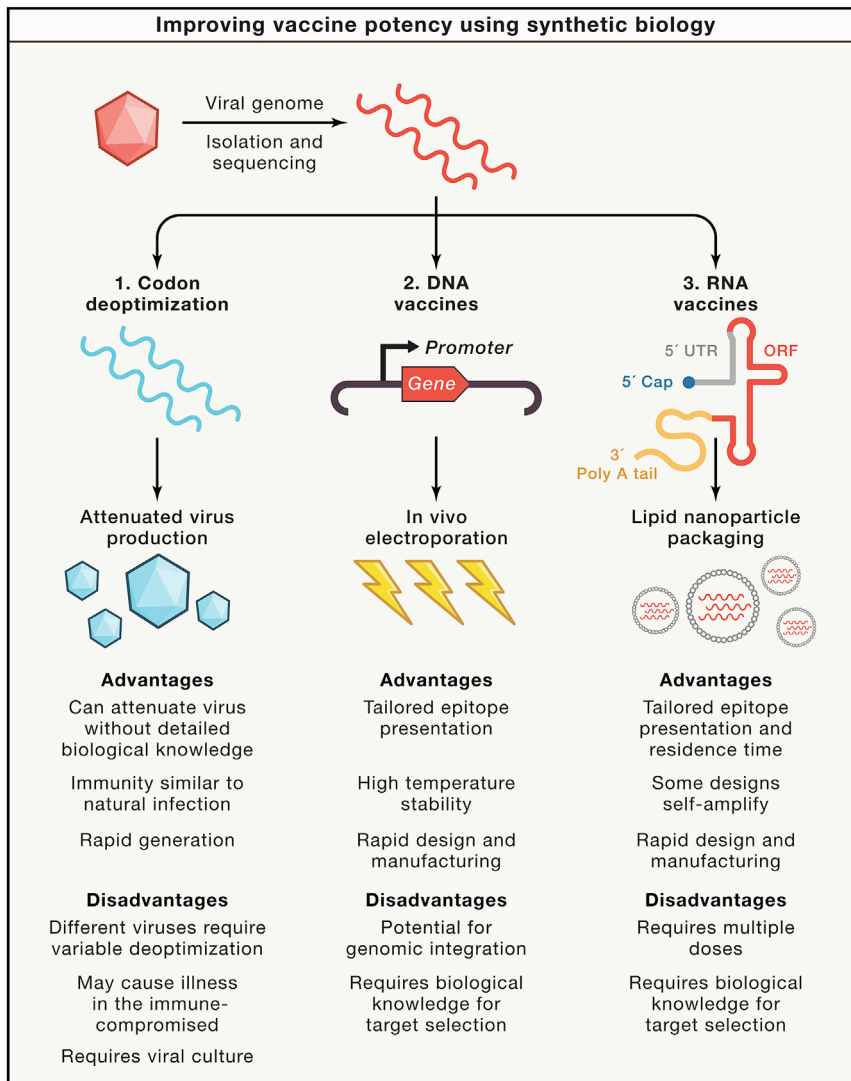 Improving vaccine potency using synthetic biology
Viral genome
Isolation and
sequencing
1. Codon
deoptimization
2. DNA
vaccines
3. RNA
vaccines
Promoter
Gene
5´ UTR
ORF
5´ Cap
3´
Poly A tail
Attenuated virus
production
In vivo
electroporation
Lipid nanoparticle
packaging
Advantages
Can attenuate virus
without detailed
biological knowledge
Immunity similar to
natural infection
Rapid generation
Disadvantages
Different viruses require
variable deoptimization
May cause illness
in the immune-
compromised
Requires viral culture
Advantages
Tailored epitope
presentation
High temperature
stability
Rapid design and
manufacturing
Disadvantages
Potential for
genomic integration
Requires biological
knowledge for
target selection
Advantages
Tailored epitope
presentation and
residence time
Some designs
self-amplify
Rapid design and
manufacturing
Disadvantages
Requires multiple
doses
Requires biological
knowledge for
target selection